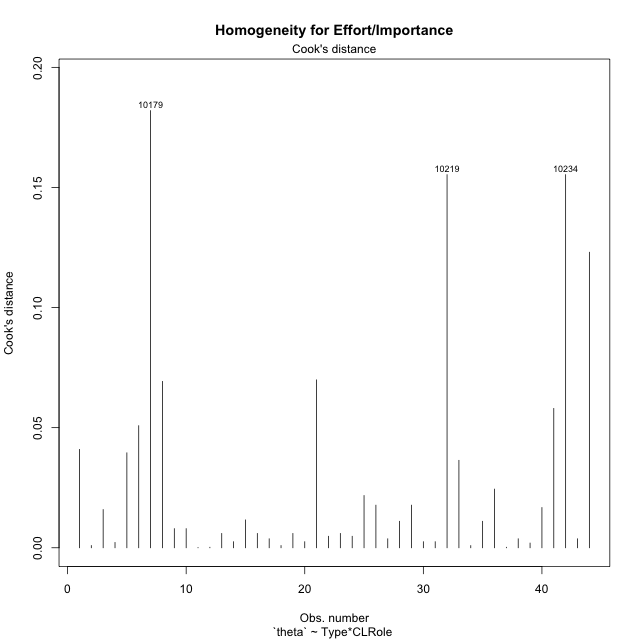 Homogeneity for Effort/Importance
Cook's distance
0.20
10179
10219
10234
0.15
Cook's distance
0.10
0.05
0.00
0
10
20
30
40
Obs. number
`theta` ~ Type*CLRole